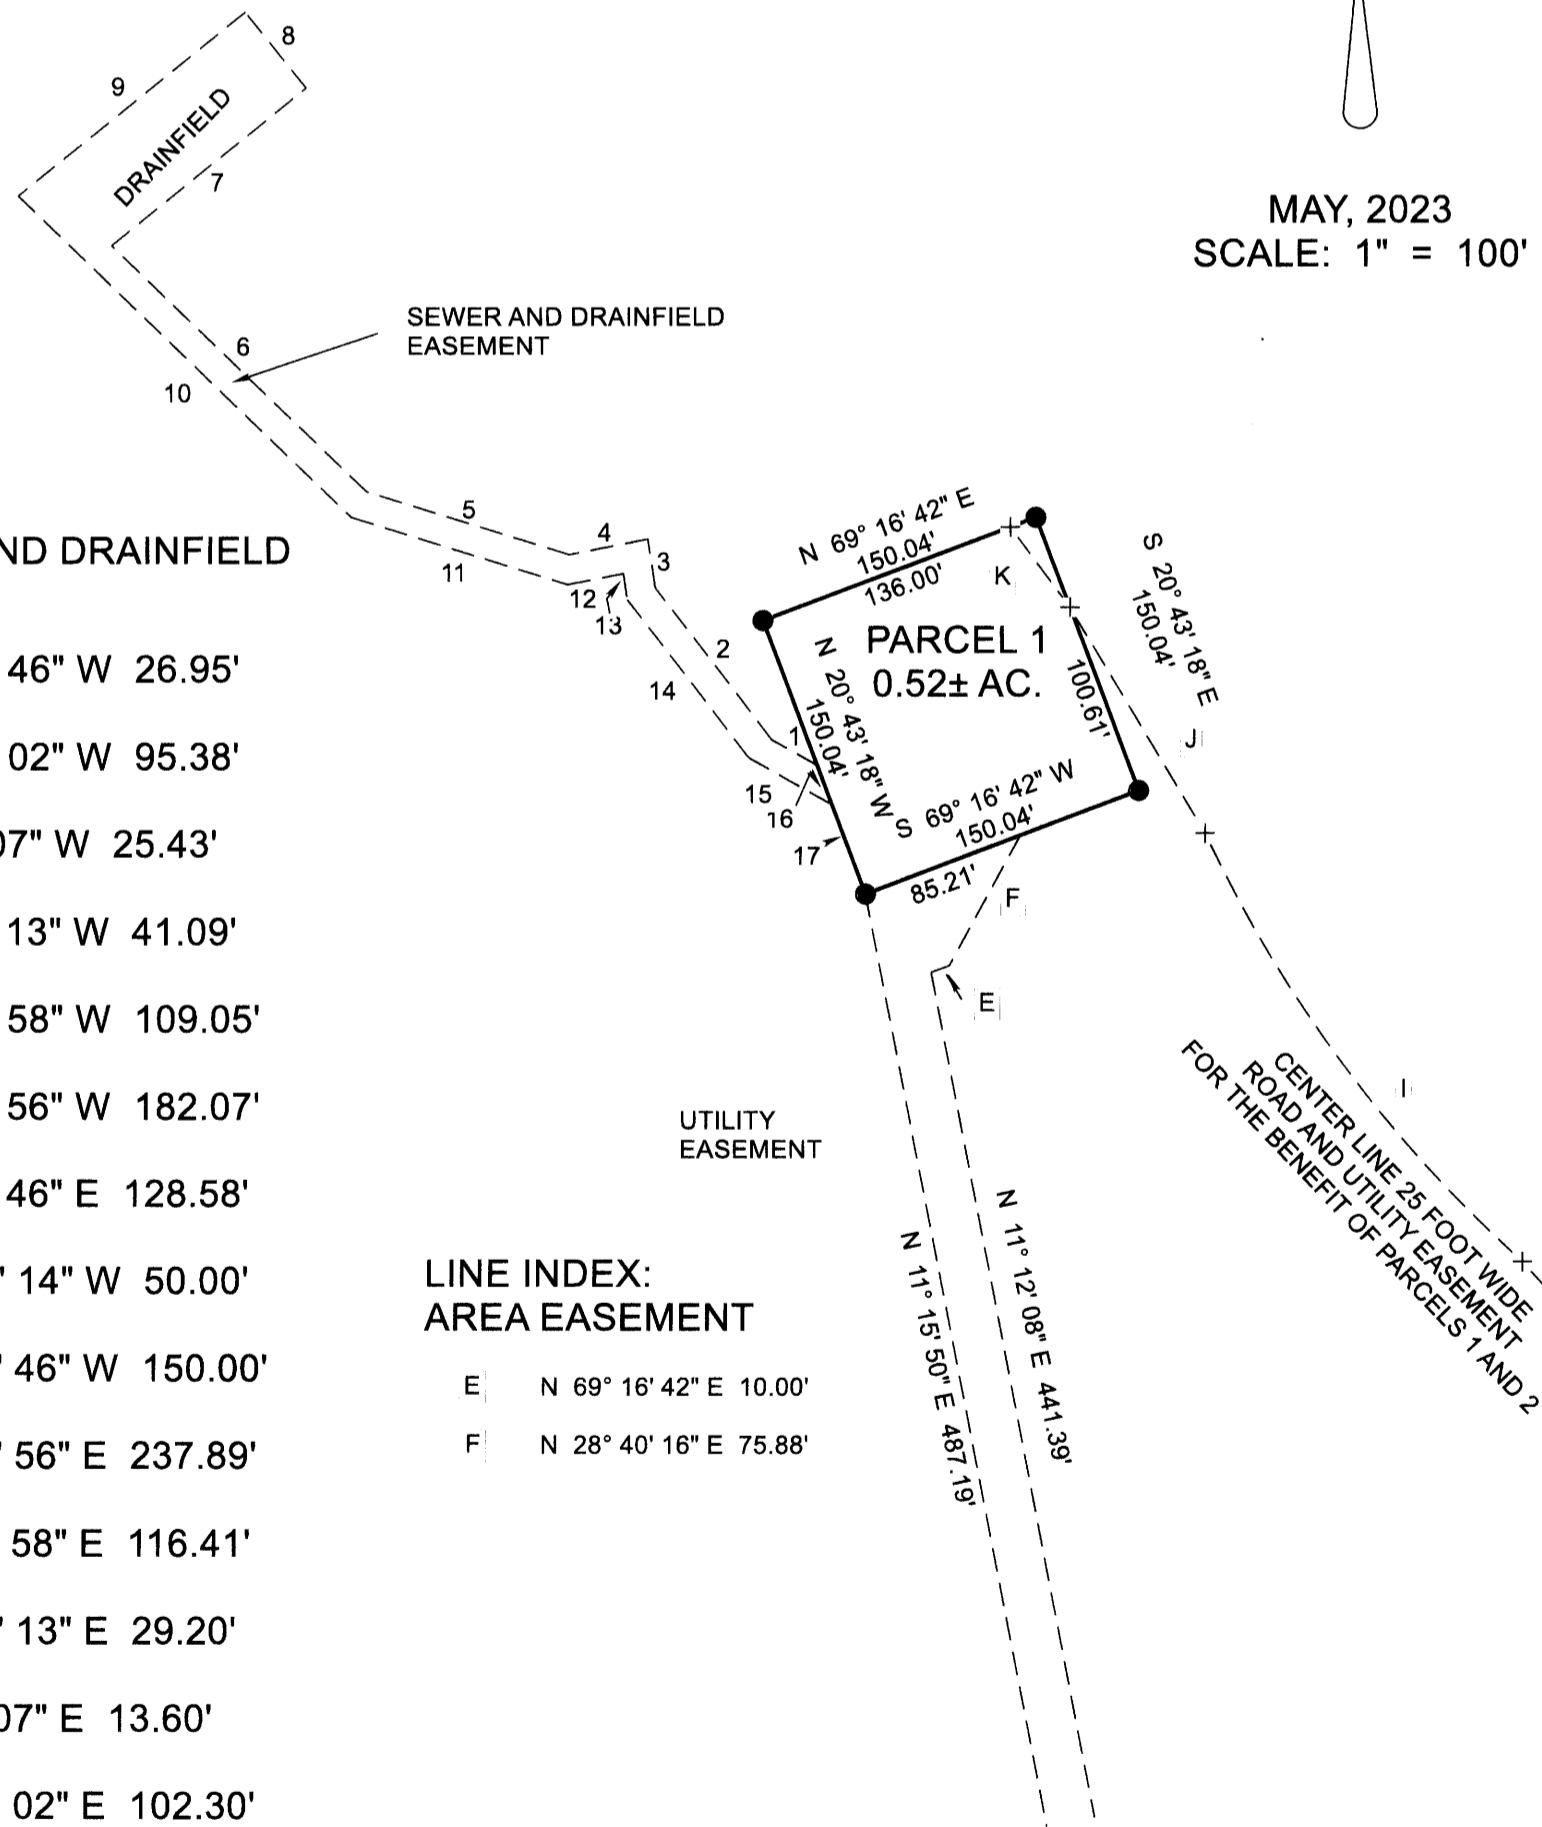 8
9
DRAINFIELD
7
MAY, 2023
SCALE: 1" = 100'
SEWER AND DRAINFIELD
EASEMENT
6
10
5
4
3
11
12
13
2
14
1
15
16
17
ND DRAINFIELD
46" W 26.95'
02" W 95.38'
07" W 25.43'
13" W 41.09'
58" W 109.05'
56" W 182.07'
46" E 128.58'
' 14" W 50.00'
' 46" W 150.00'
' 56" E 237.89'
58" E 116.41'
' 13" E 29.20'
07" E 13.60'
02" E 102.30'
N 69° 16' 42" E
150.04'
136.00'
K
PARCEL 1
0.52± AC.
S 20° 43' 18" E
150.04'
100.61'
N 20° 43' 18" W
150.04'
S 69° 16' 42" W
150.04'
85.21'
J
F
E
I
CENTER LINE 25 FOOT WIDE
ROAD AND UTILITY EASEMENT
FOR THE BENEFIT OF PARCELS 1 AND 2
UTILITY
EASEMENT
N 11° 15' 50" E 487.19'
N 11° 12' 08" E 441.39'
LINE INDEX:
AREA EASEMENT
E N 69° 16' 42" E 10.00'
F N 28° 40' 16" E 75.88'